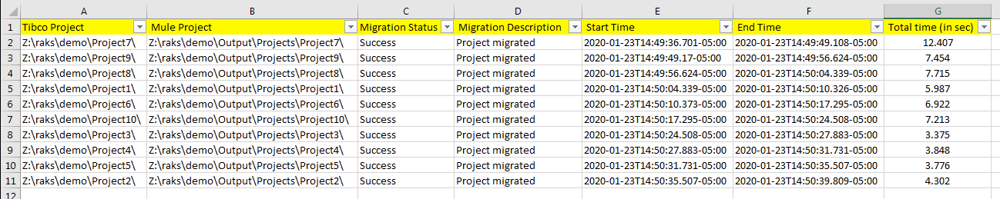 A B C D E F G
1 Tibco Project Mule Project Migration Status Migration Description Start Time End Time Total time (in sec)
2 Z:\raks\demo\Project7\ Z:\raks\demo\Output\Projects\Project7\ Success Project migrated 2020-01-23T14:49:36.701-05:00 2020-01-23T14:49:49.108-05:00 12.407
3 Z:\raks\demo\Project9\ Z:\raks\demo\Output\Projects\Project9\ Success Project migrated 2020-01-23T14:49:49.17-05:00 2020-01-23T14:49:56.624-05:00 7.454
4 Z:\raks\demo\Project8\ Z:\raks\demo\Output\Projects\Project8\ Success Project migrated 2020-01-23T14:49:56.624-05:00 2020-01-23T14:50:04.339-05:00 7.715
5 Z:\raks\demo\Project1\ Z:\raks\demo\Output\Projects\Project1\ Success Project migrated 2020-01-23T14:50:04.339-05:00 2020-01-23T14:50:10.326-05:00 5.987
6 Z:\raks\demo\Project6\ Z:\raks\demo\Output\Projects\Project6\ Success Project migrated 2020-01-23T14:50:10.373-05:00 2020-01-23T14:50:17.295-05:00 6.922
7 Z:\raks\demo\Project10\ Z:\raks\demo\Output\Projects\Project10\ Success Project migrated 2020-01-23T14:50:17.295-05:00 2020-01-23T14:50:24.508-05:00 7.213
8 Z:\raks\demo\Project3\ Z:\raks\demo\Output\Projects\Project3\ Success Project migrated 2020-01-23T14:50:24.508-05:00 2020-01-23T14:50:27.883-05:00 3.375
9 Z:\raks\demo\Project4\ Z:\raks\demo\Output\Projects\Project4\ Success Project migrated 2020-01-23T14:50:27.883-05:00 2020-01-23T14:50:31.731-05:00 3.848
10 Z:\raks\demo\Project5\ Z:\raks\demo\Output\Projects\Project5\ Success Project migrated 2020-01-23T14:50:31.731-05:00 2020-01-23T14:50:35.507-05:00 3.776
11 Z:\raks\demo\Project2\ Z:\raks\demo\Output\Projects\Project2\ Success Project migrated 2020-01-23T14:50:35.507-05:00 2020-01-23T14:50:39.809-05:00 4.302
12